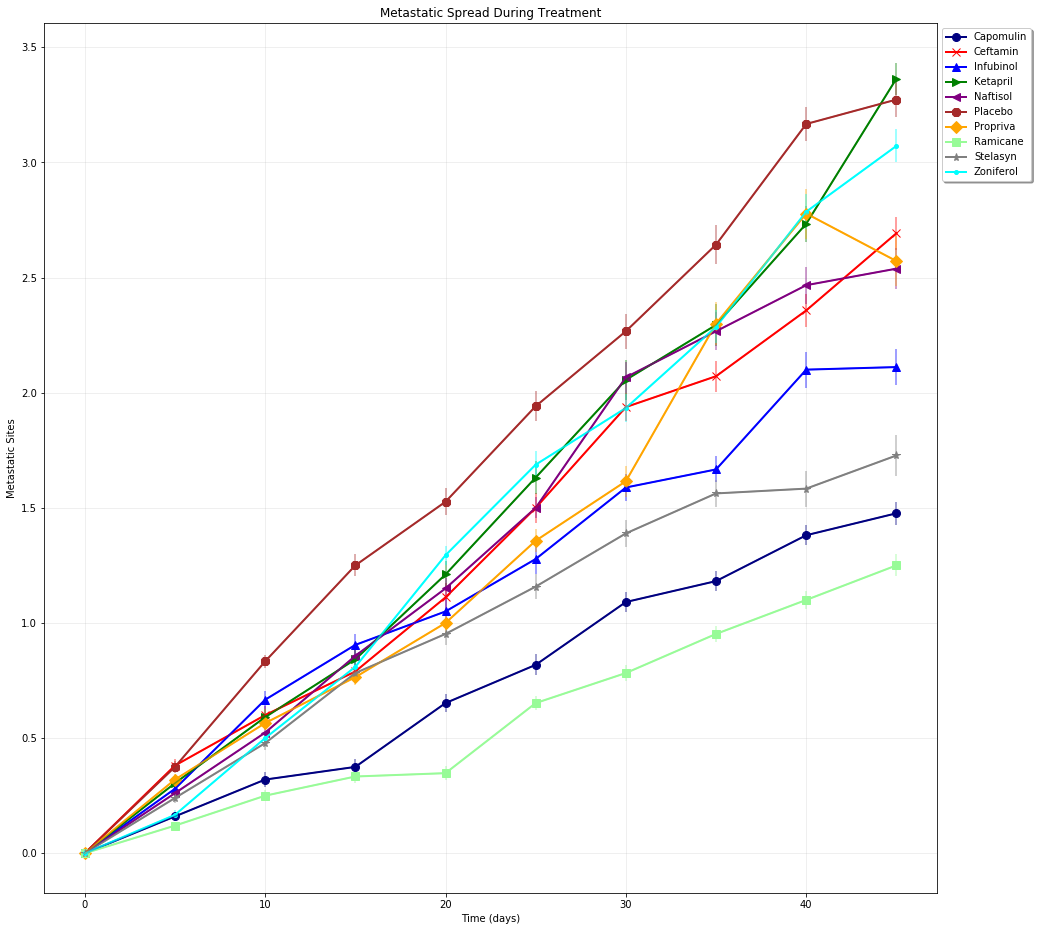 Metastatic Spread During Treatment
Metastatic Sites
3.5
3.0
2.5
2.0
1.5
1.0
0.5
0.0
0
10
20
30
40
Time (days)
Capomulin
Ceftamin
Infubinol
Ketapril
Naftisol
Placebo
Propriva
Ramicane
Stelasyn
Zoniferol